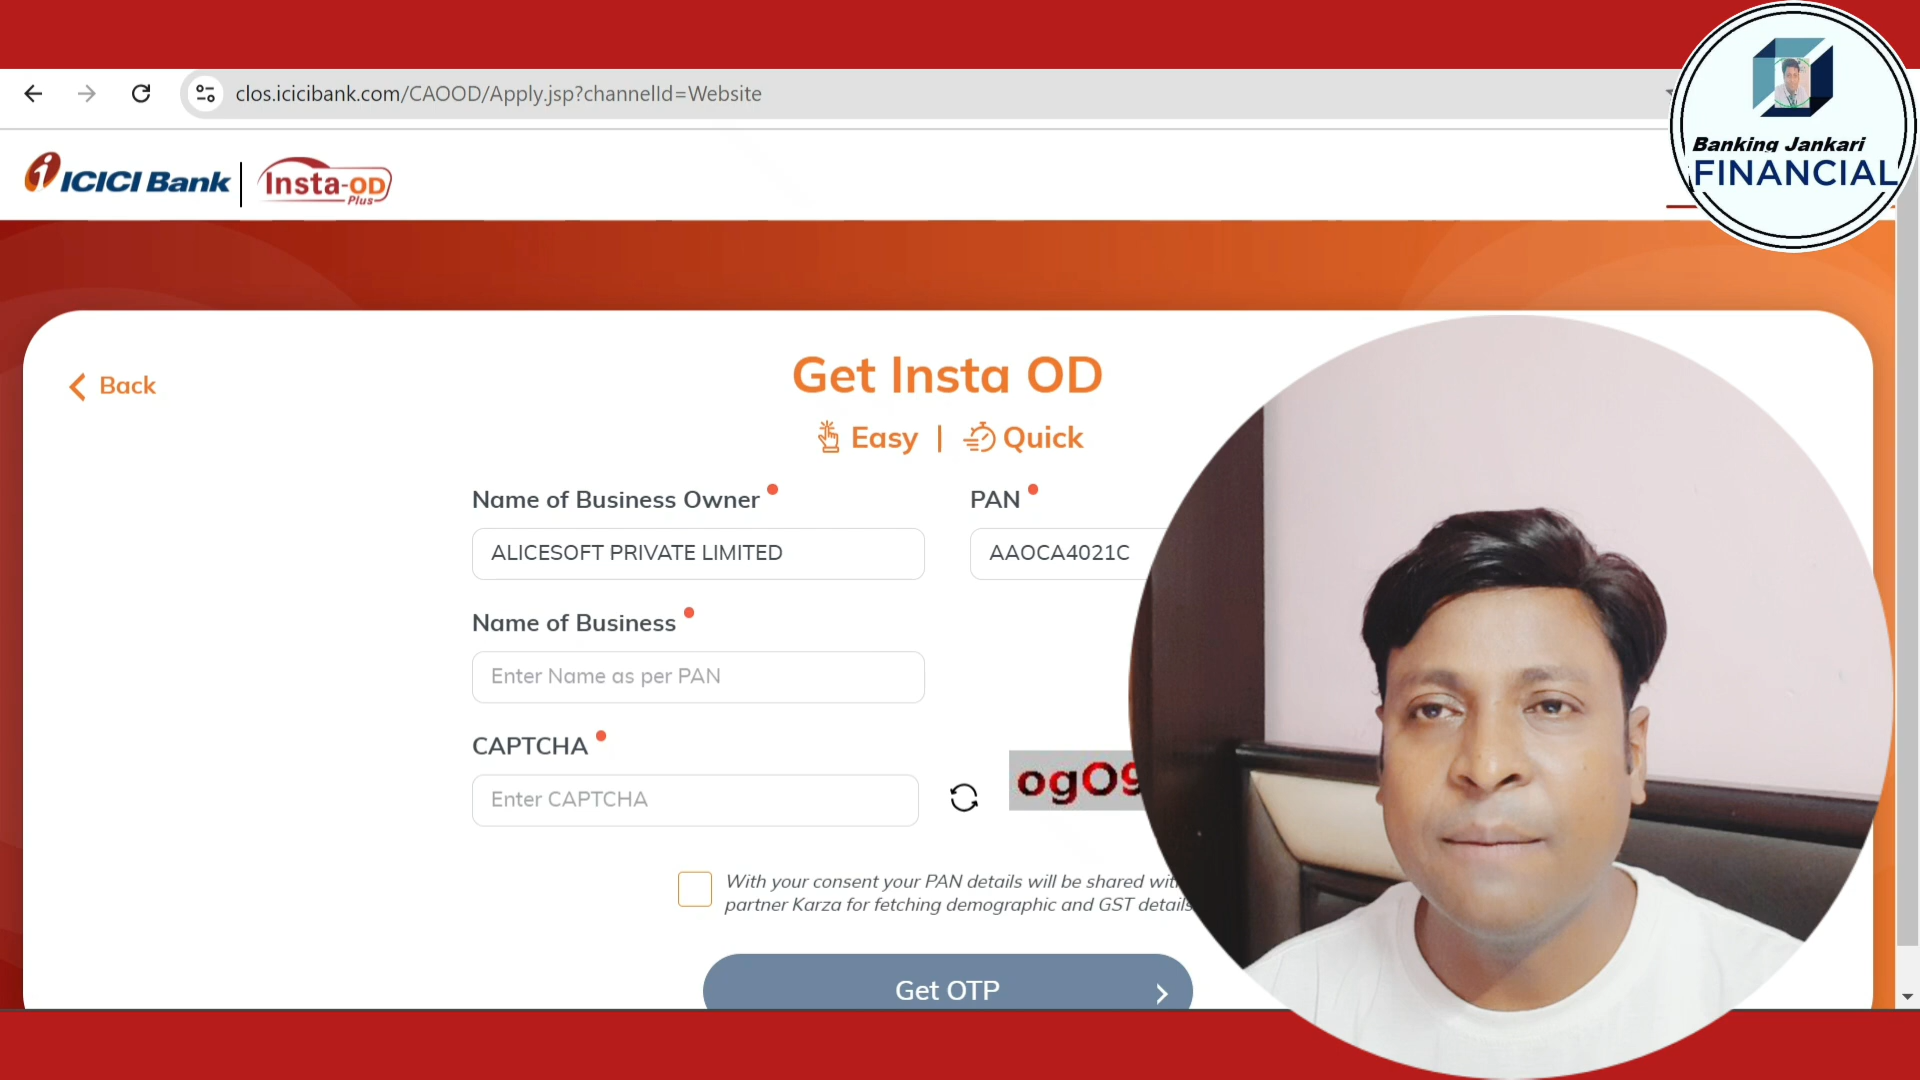 clos.icicibank.com/CAOOD/Apply.jsp?channelId=Website
Banking Jankari
FINANCIAL
ICICI Bank
Insta-OD
Plus
Back
Get Insta OD
Easy | Quick
Name of Business Owner
PAN
ALICESOFT PRIVATE LIMITED
AAOCA4021C
Name of Business
Enter Name as per PAN
CAPTCHA
Enter CAPTCHA
ogO9
With your consent your PAN details will be shared with
partner Karza for fetching demographic and GST details
Get OTP